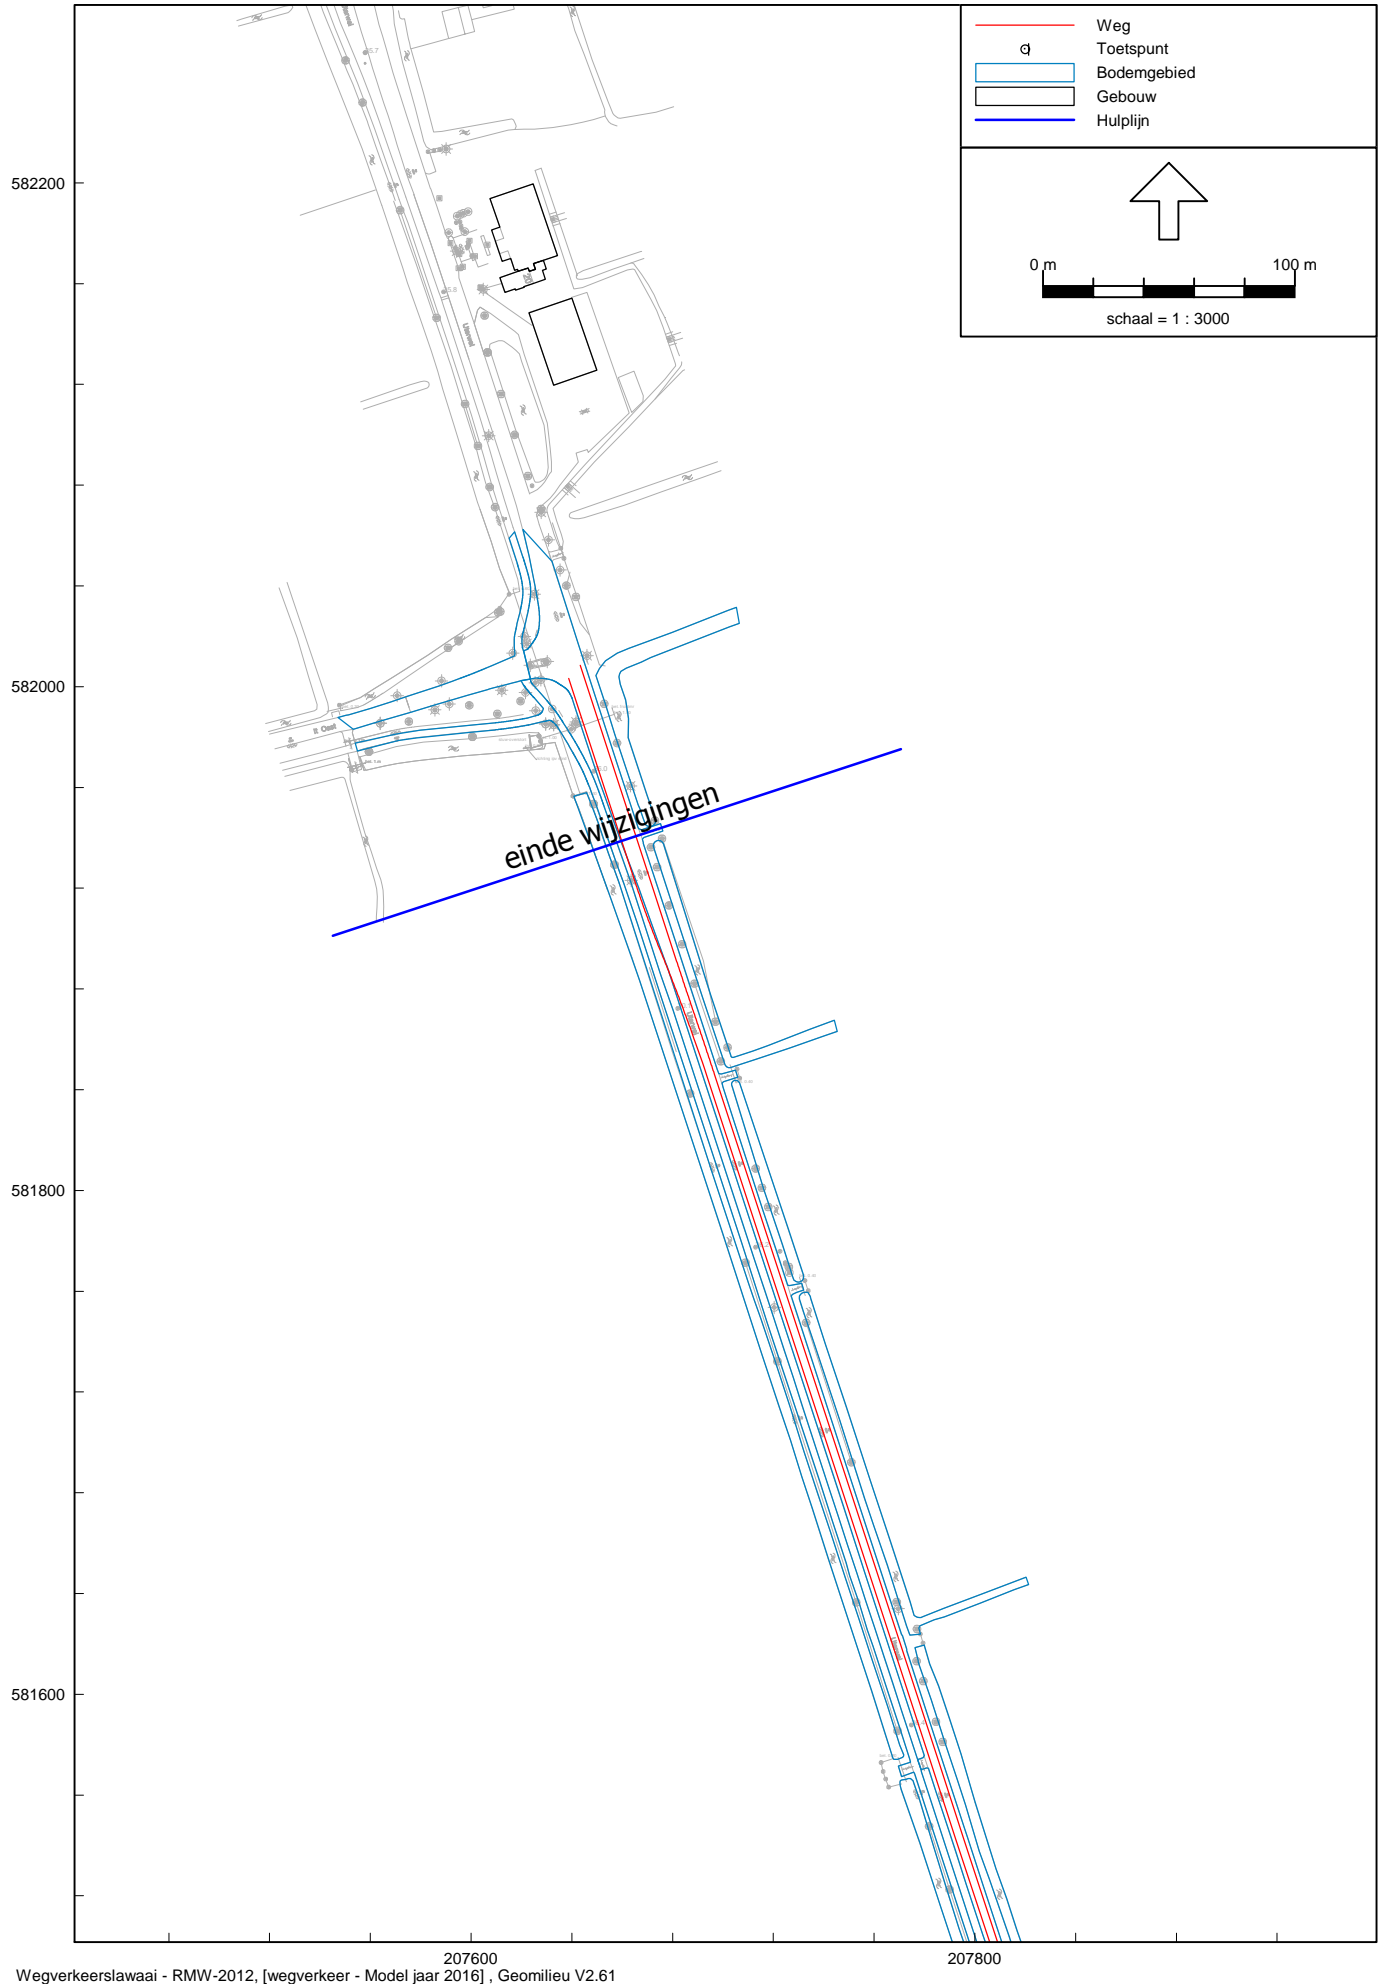 Weg
Toetspunt
Bodemgebied
Gebouw
Hulplijn
0 m 100 m
schaal = 1 : 3000
582200
582000
581800
581600
20
einde wijzigingen
207600 207800
Wegverkeerslawaai - RMW-2012, [wegverkeer - Model jaar 2016] , Geomilieu V2.61